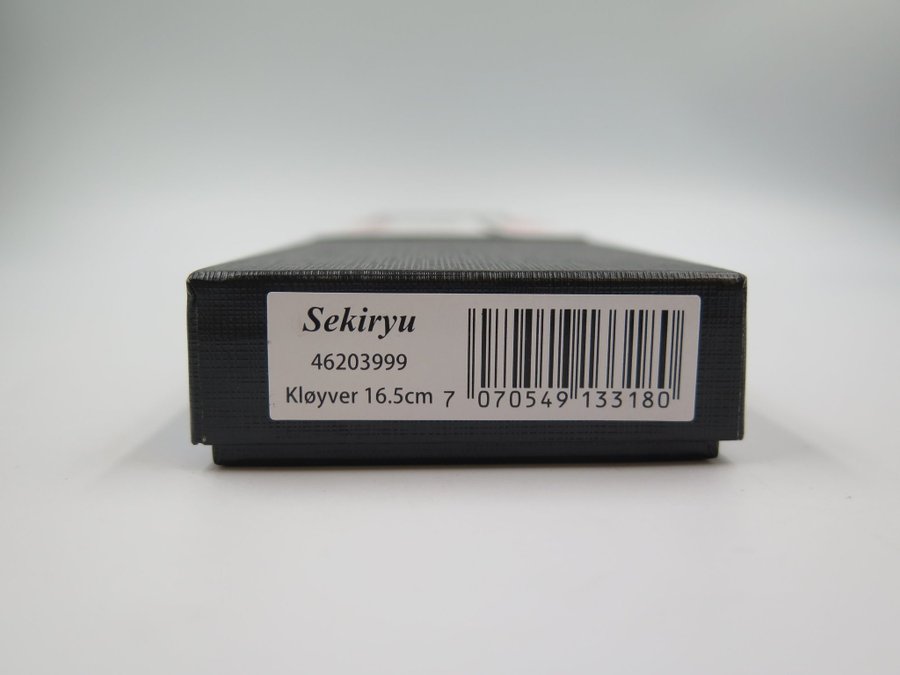 Sekiryu
46203999
Kløyver 16.5cm
7 070549 133180